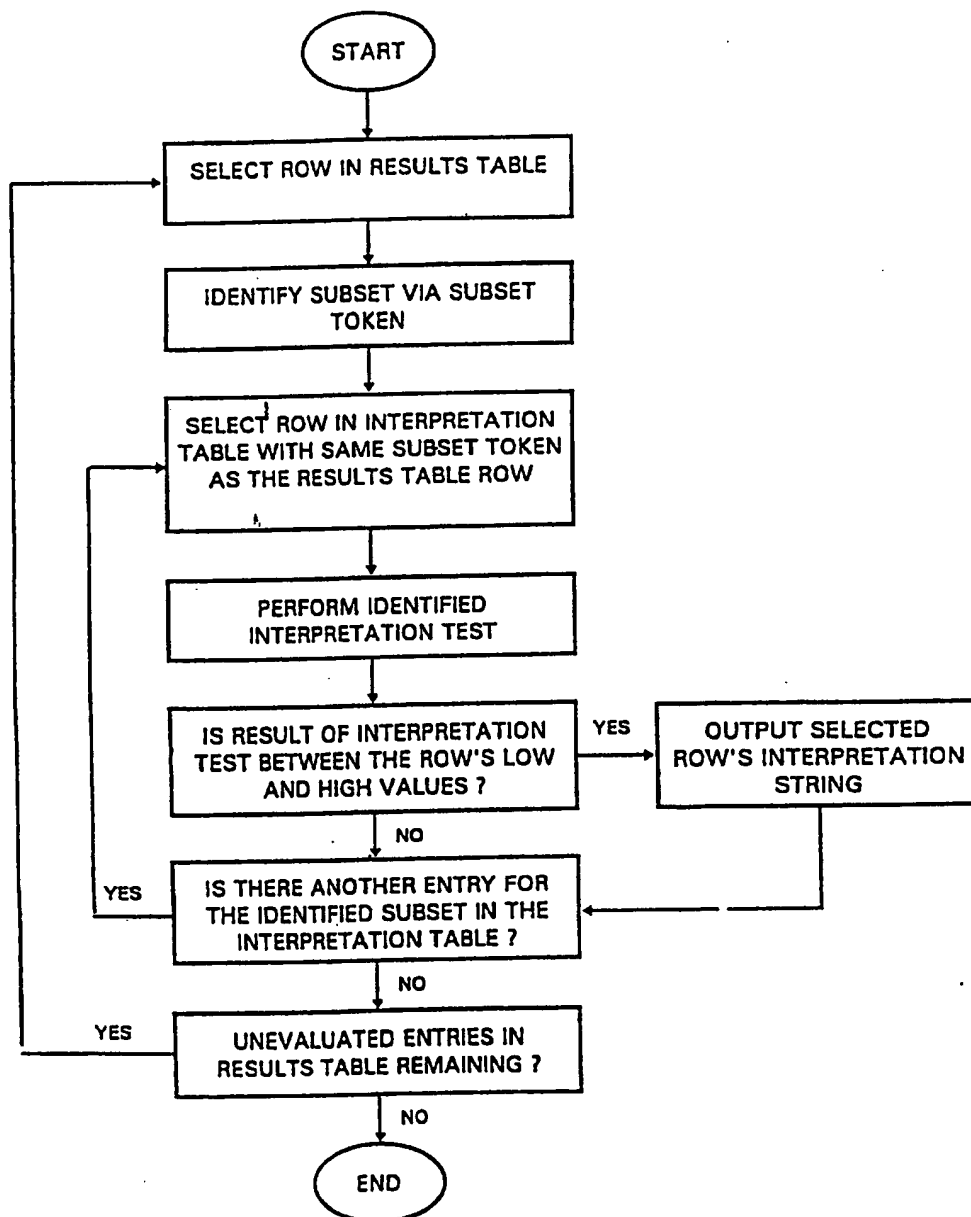 START
SELECT ROW IN RESULTS TABLE
IDENTIFY SUBSET VIA SUBSET
TOKEN
SELECT ROW IN INTERPRETATION
TABLE WITH SAME SUBSET TOKEN
AS THE RESULTS TABLE ROW
PERFORM IDENTIFIED
INTERPRETATION TEST
IS RESULT OF INTERPRETATION
TEST BETWEEN THE ROW'S LOW
AND HIGH VALUES ?
YES
OUTPUT SELECTED
ROW'S INTERPRETATION
STRING
NO
YES
IS THERE ANOTHER ENTRY FOR
THE IDENTIFIED SUBSET IN THE
INTERPRETATION TABLE ?
NO
YES
UNEVALUATED ENTRIES IN
RESULTS TABLE REMAINING ?
NO
END